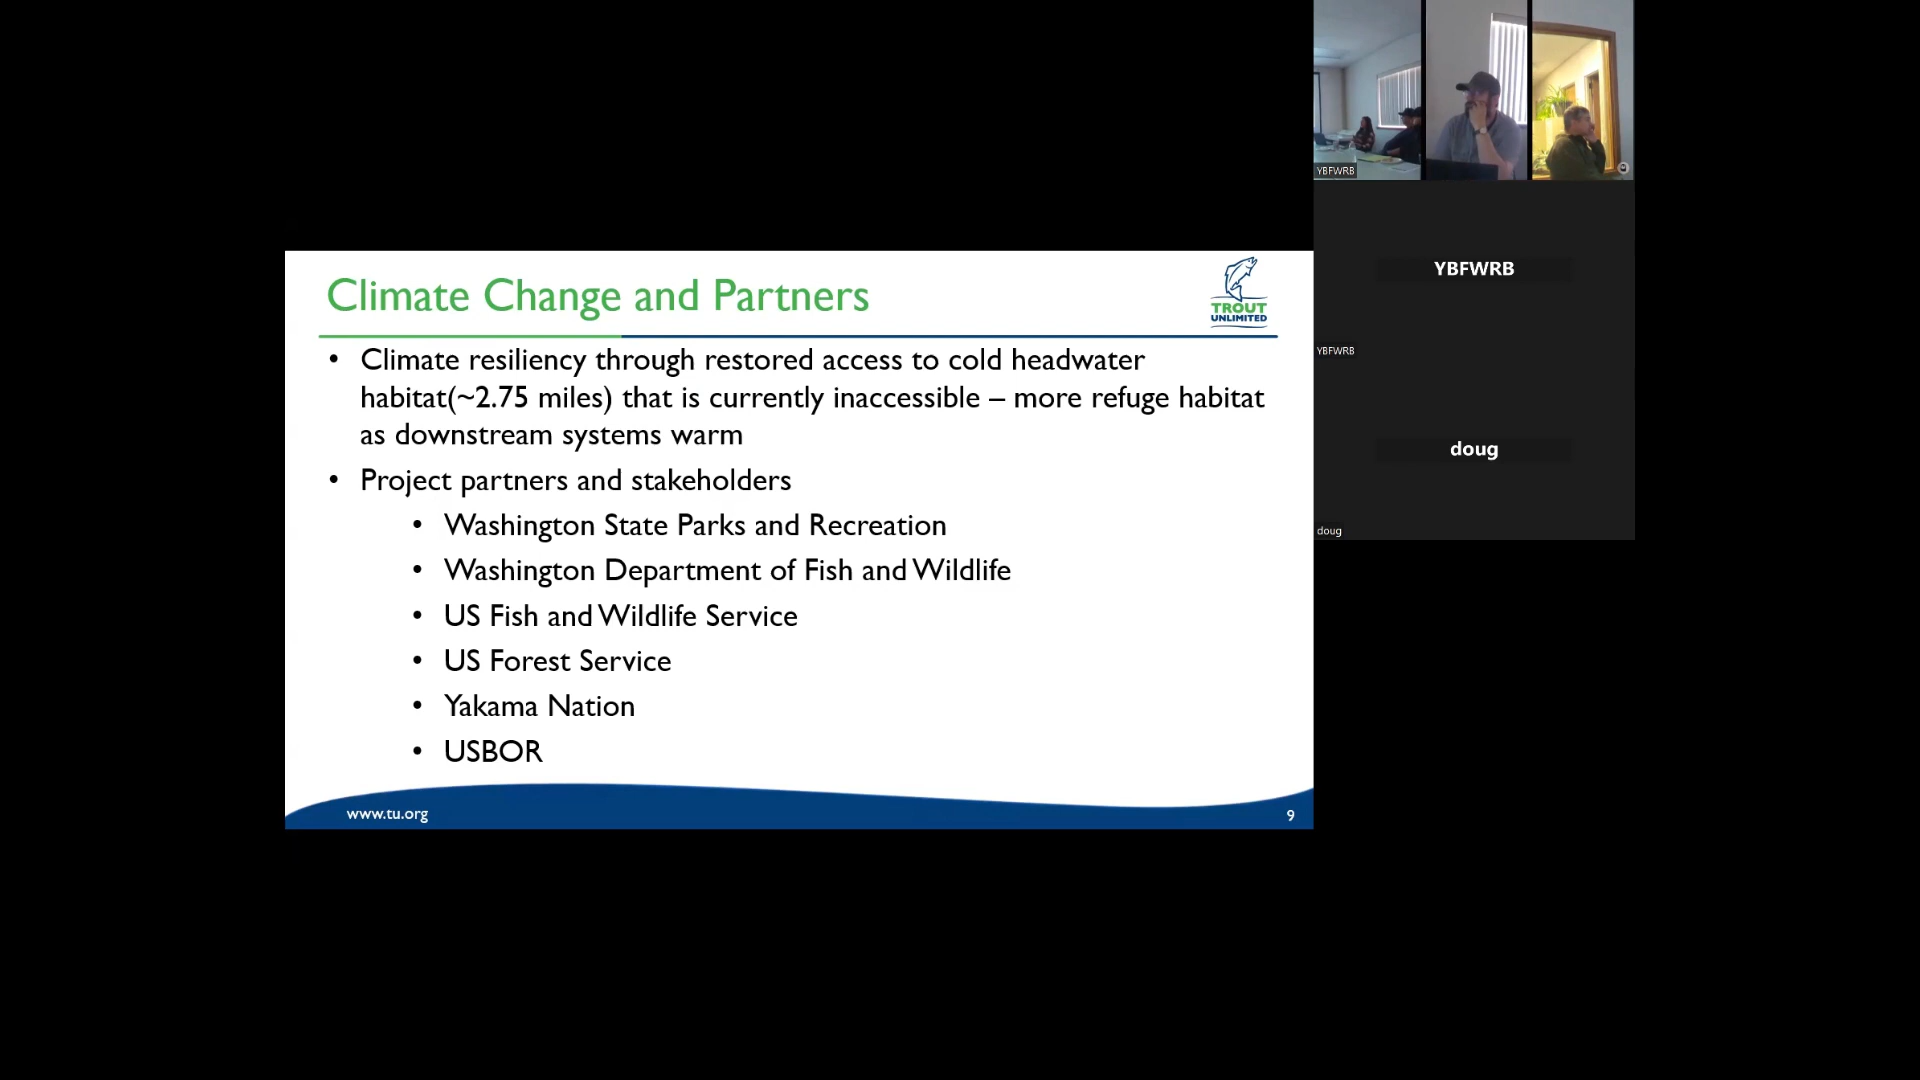 Climate Change and Partners
TROUT
UNLIMITED
• Climate resiliency through restored access to cold headwater
habitat(~2.75 miles) that is currently inaccessible – more refuge habitat
as downstream systems warm
• Project partners and stakeholders
• Washington State Parks and Recreation
• Washington Department of Fish and Wildlife
• US Fish and Wildlife Service
• US Forest Service
• Yakama Nation
• USBOR
www.tu.org
9
YBFWRB
YBFWRB
YBFWRB
doug
doug